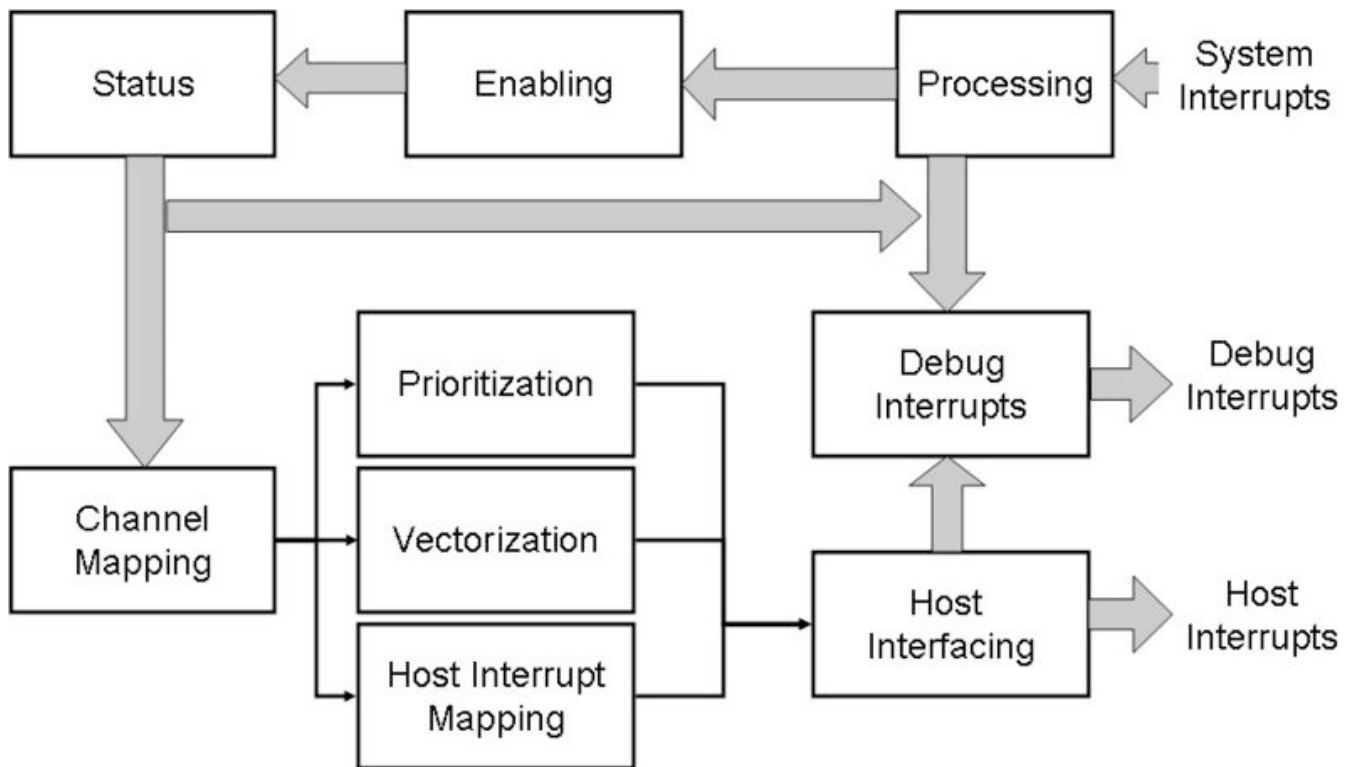 Status
Enabling
Processing
System
Interrupts
Prioritization
Debug
Interrupts
Debug
Interrupts
Channel
Mapping
Vectorization
Host
Interfacing
Host
Interrupts
Host Interrupt
Mapping